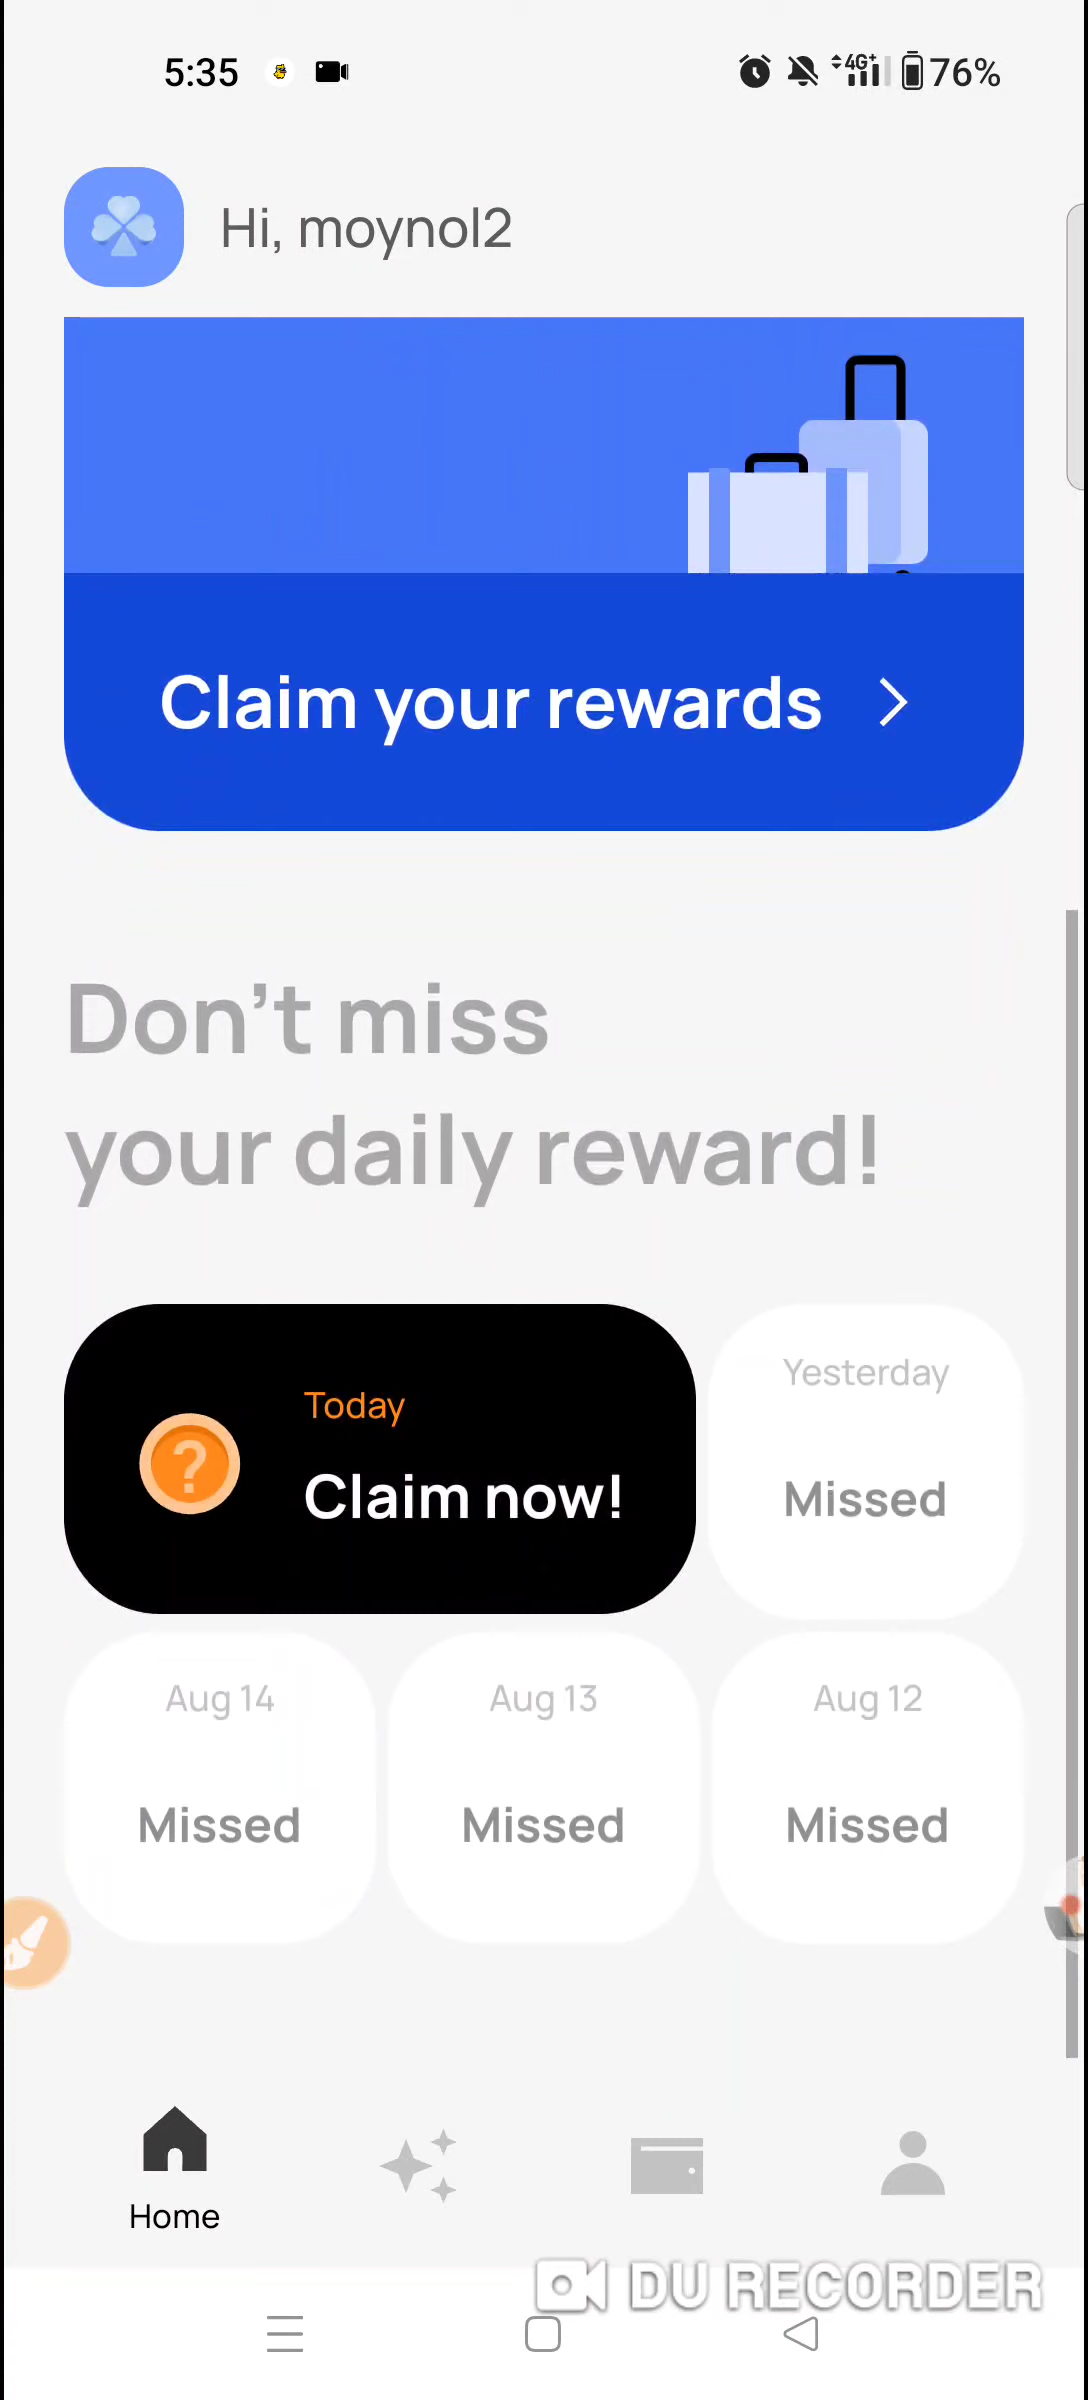 5:35
4G+ 76%
Hi, moynol2
Claim your rewards
Don't miss
your daily reward!
Today
Claim now!
Yesterday
Missed
Aug 14
Missed
Aug 13
Missed
Aug 12
Missed
Home
DU RECORDER